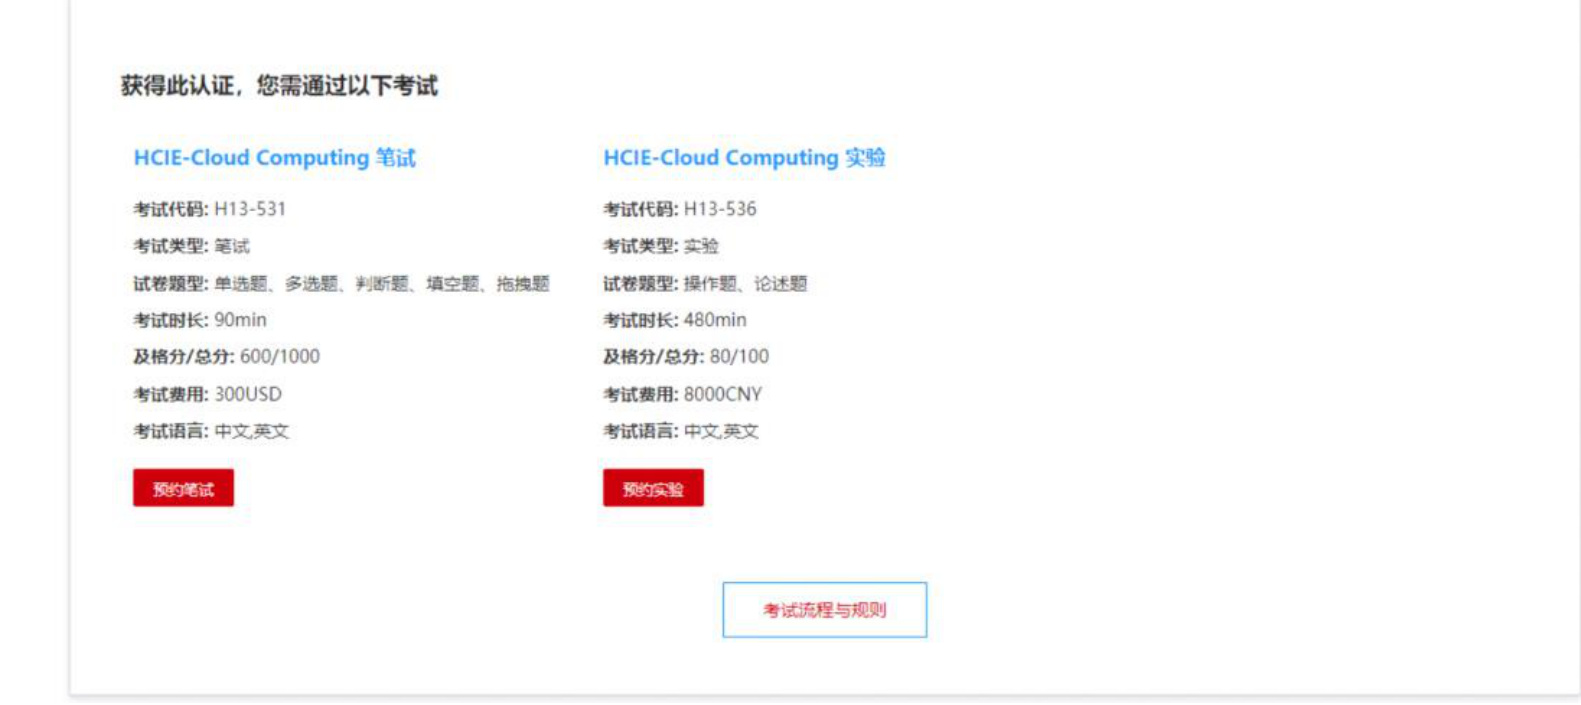 获得此认证，您需通过以下考试
HCIE-Cloud Computing 笔试
考试代码: H13-531
考试类型: 笔试
试卷题型: 单选题、多选题、判断题、填空题、拖拽题
考试时长: 90min
及格分/总分: 600/1000
考试费用: 300USD
考试语言: 中文,英文
预约笔试
HCIE-Cloud Computing 实验
考试代码: H13-536
考试类型: 实验
试卷题型: 操作题、论述题
考试时长: 480min
及格分/总分: 80/100
考试费用: 8000CNY
考试语言: 中文,英文
预约实验
考试流程与规则